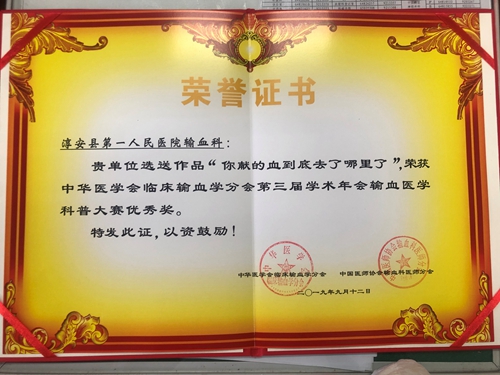 荣誉证书
淳安县第一人民医院输血科：
贵单位选送作品“你献的血到底去了哪里了”，荣获
中华医学会临床输血学分会第三届学术年会输血医学
科普大赛优秀奖。
特发此证，以资鼓励！
中华医学会临床输血学分会 中国医师协会输血科医师分会
二〇一九年九月十二日